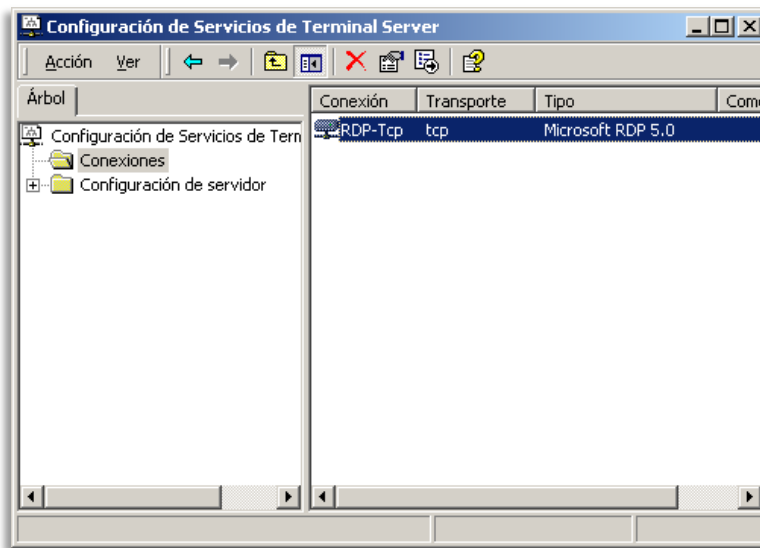 Configuración de Servicios de Terminal Server
Acción Ver
Árbol
Conexión Transporte Tipo Com
Configuración de Servicios de Term
RDP-Tcp tcp Microsoft RDP 5.0
Conexiones
Configuración de servidor